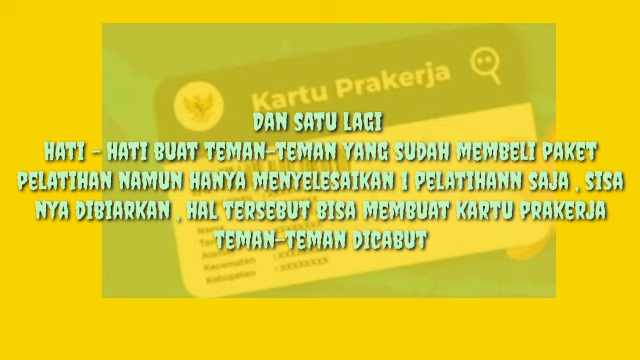 Kartu Prakerja
DAN SATU LAGI
HATI - HATI BUAT TEMAN-TEMAN YANG SUDAH MEMBELI PAKET
PELATIHAN NAMUN HANYA MENYELESAIKAN 1 PELATIHANN SAJA , SISA
NYA DIBIARKAN , HAL TERSEBUT BISA MEMBUAT KARTU PRAKERJA
TEMAN-TEMAN DICABUT
Nama
Kecamatan : XXXXXXXX
Kabupaten : XXXXXXXX